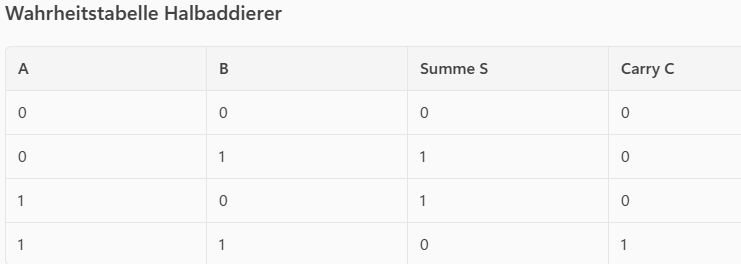 Wahrheitstabelle Halbaddierer
A B Summe S Carry C
0 0 0 0
0 1 1 0
1 0 1 0
1 1 0 1